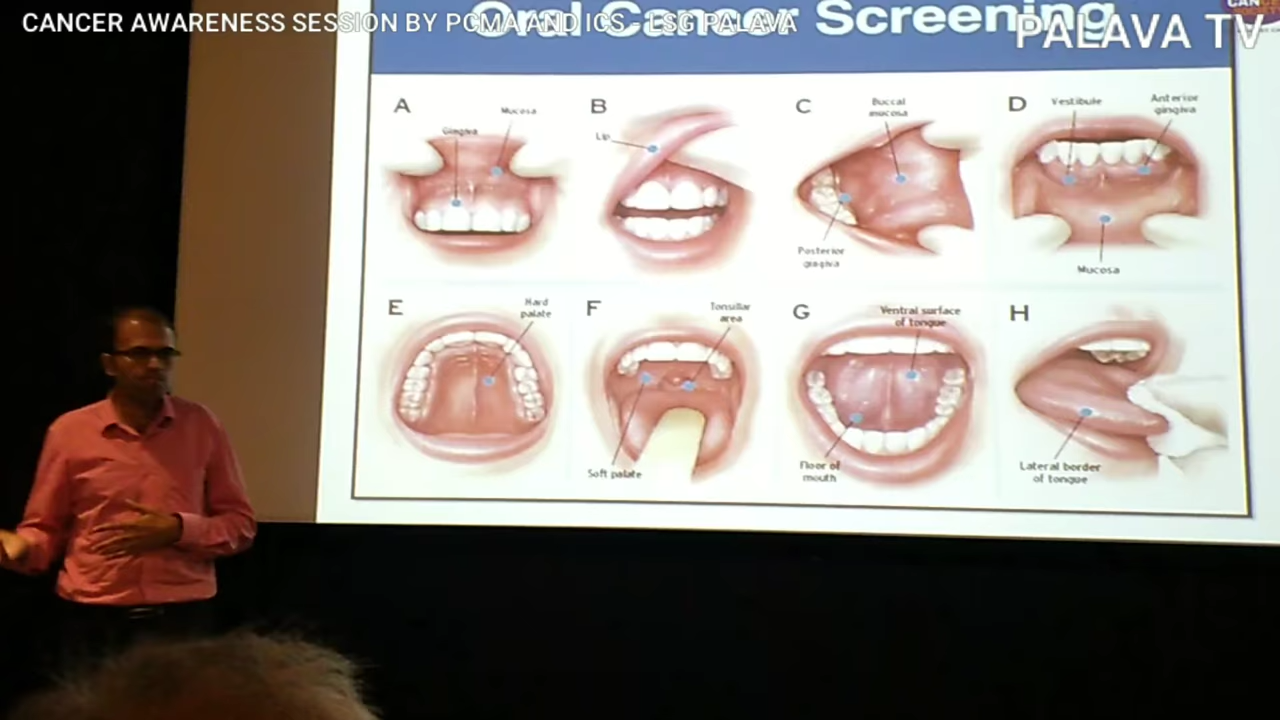 CANCER AWARENESS SESSION BY PCMA AND ICS - LSG PALAVA
Oral Cancer Screening
PALAVA TV
CAN
A
Gingiva
Mucosa
B
Lip
C
Buccal
mucosa
Posterior
gingiva
D
Vestibule
Anterior
gingiva
Mucosa
E
Hard
palate
F
Tonsillar
area
Soft palate
G
Ventral surface
of tongue
Floor of
mouth
H
Lateral border
of tongue